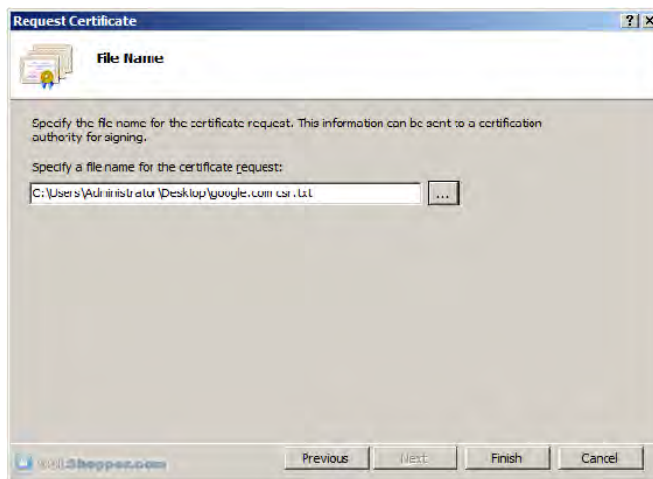 Request Certificate
File Name
Specify the file name for the certificate request. This information can be sent to a certification
authority for signing.
Specify a file name for the certificate request:
C:\Users\Administrator\Desktop\google.com csr.txt
...
Previous
Next
Finish
Cancel
Shopper.com